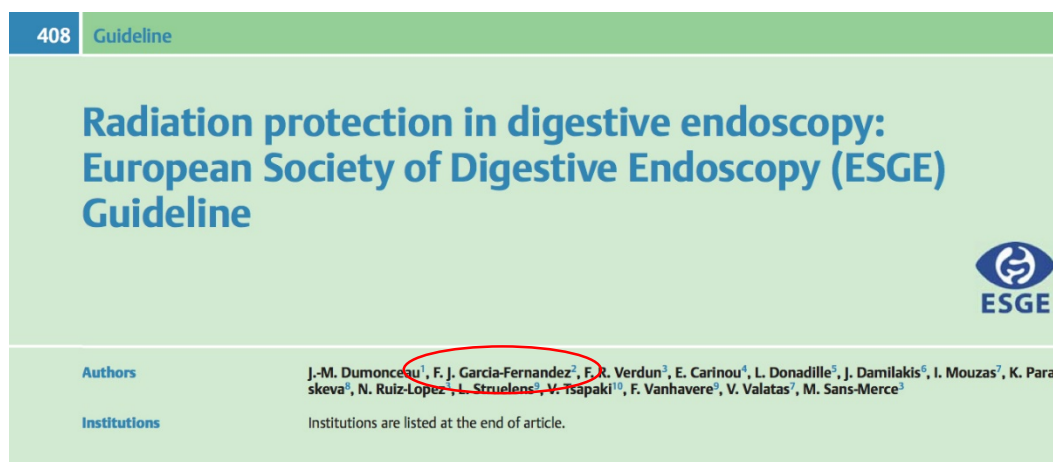 408 Guideline
Radiation protection in digestive endoscopy:
European Society of Digestive Endoscopy (ESGE)
Guideline
ESGE
Authors J.-M. Dumonceau1, F. J. Garcia-Fernandez2, F. R. Verdun3, E. Carinou4, L. Donadille5, J. Damilakis6, I. Mouzas7, K. Para
skeva8, N. Ruiz-Lopez3, L. Struelens9, V. Tsapaki10, F. Vanhavere9, V. Valatas7, M. Sans-Merce3
Institutions Institutions are listed at the end of article.